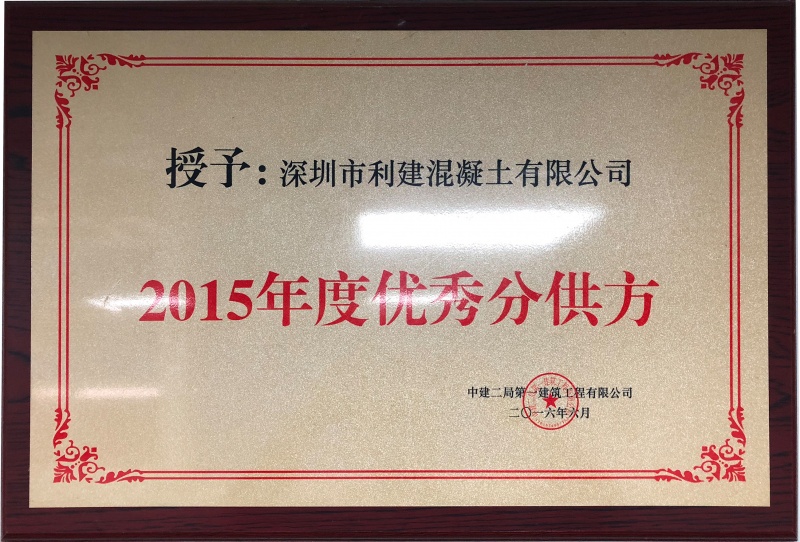 授予：深圳市利建混凝土有限公司
2015年度优秀分供方
中建二局第一建筑工程有限公司
二〇一六年六月